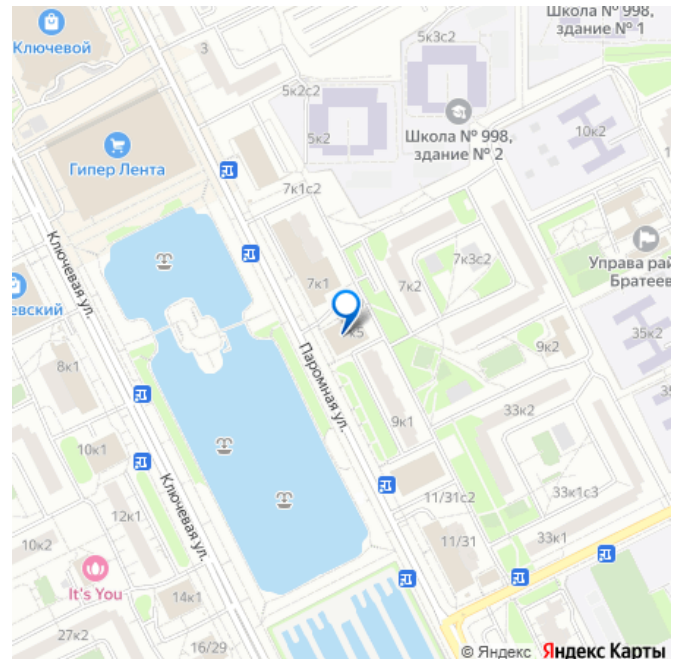 Ключевой
3
5к3с2
Школа № 998,
здание № 1
5к2с2
5к2
Школа № 998,
здание № 2
10к2
Гипер Лента
7к1с2
Ключевая ул.
7к3с2
Управа рай
Братеев
7к1
7к2
евский
к5
35к2
Паромная ул.
9к2
35
8к1
9к1
33к2
10к1
Ключевая ул.
11/31с2
33к1с3
12к1
10к2
11/31
33к1
It's You
14к1
27к2
16/29
© Яндекс Яндекс Карты